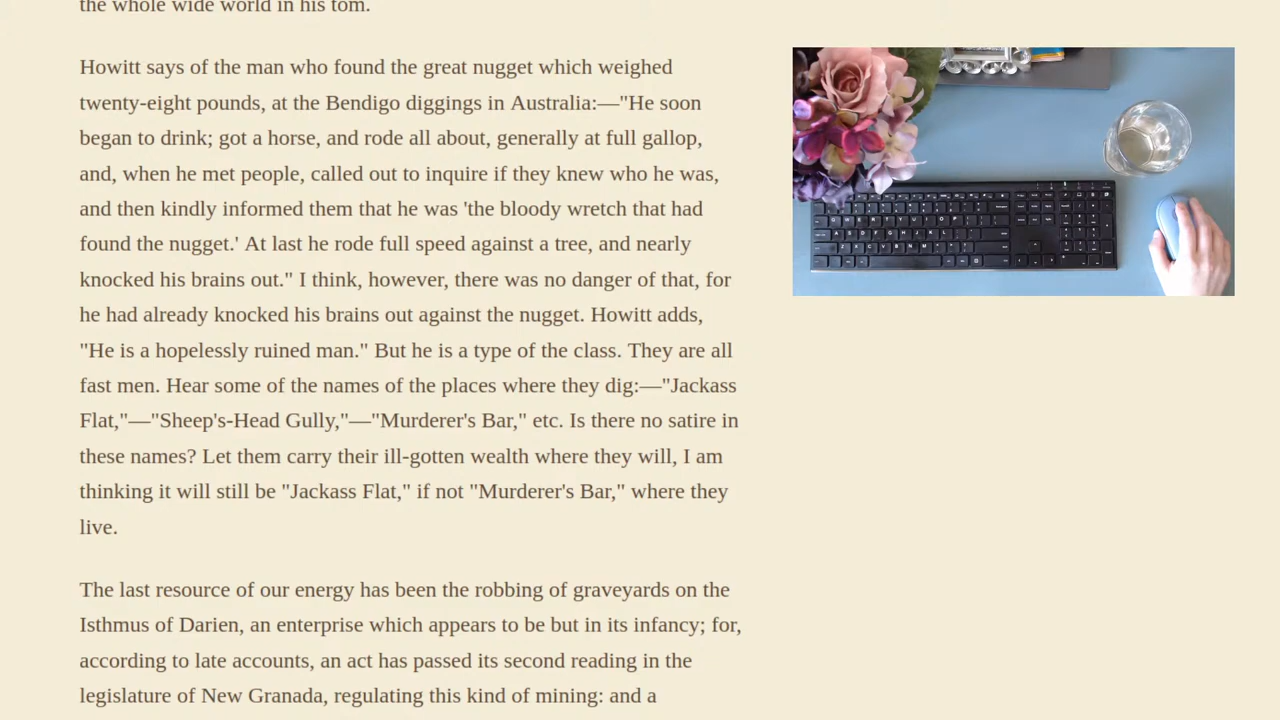 the whole wide world in his tom.
Howitt says of the man who found the great nugget which weighed
twenty-eight pounds, at the Bendigo diggings in Australia:—"He soon
began to drink; got a horse, and rode all about, generally at full gallop,
and, when he met people, called out to inquire if they knew who he was,
and then kindly informed them that he was 'the bloody wretch that had
found the nugget.' At last he rode full speed against a tree, and nearly
knocked his brains out." I think, however, there was no danger of that, for
he had already knocked his brains out against the nugget. Howitt adds,
"He is a hopelessly ruined man." But he is a type of the class. They are all
fast men. Hear some of the names of the places where they dig:—"Jackass
Flat,"—"Sheep's-Head Gully,"—"Murderer's Bar," etc. Is there no satire in
these names? Let them carry their ill-gotten wealth where they will, I am
thinking it will still be "Jackass Flat," if not "Murderer's Bar," where they
live.
The last resource of our energy has been the robbing of graveyards on the
Isthmus of Darien, an enterprise which appears to be but in its infancy; for,
according to late accounts, an act has passed its second reading in the
legislature of New Granada, regulating this kind of mining: and a